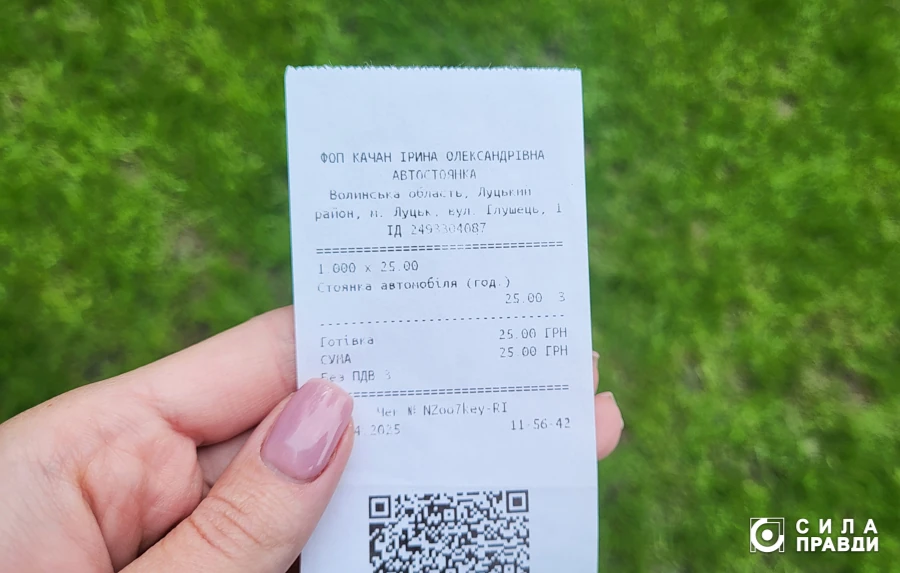 ФОП КАЧАН ІРИНА ОЛЕКСАНДРІВНА
АВТОСТОЯНКА
Волинська область, Луцький
район, м. Луцьк, вул. Глушець, 1
ІД 2493304087
================================
1 000 x 25.00
Стоянка автомобіля (год.)
25.00 З
--------------------------------
Готівка 25.00 ГРН
СУМА 25 00 ГРН
Без ПДВ З
================================
Чек № NZoo7key-RI
4.2025 11-56-42
СИЛА
ПРАВДИ